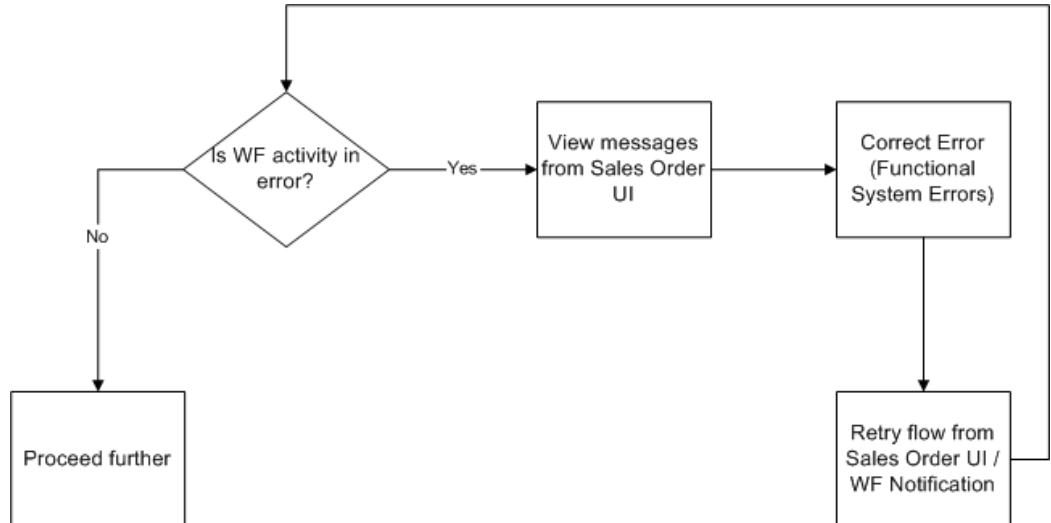 Is WF activity in
error?
Yes
View messages
from Sales Order
UI
Correct Error
(Functional
System Errors)
No
Proceed further
Retry flow from
Sales Order UI /
WF Notification